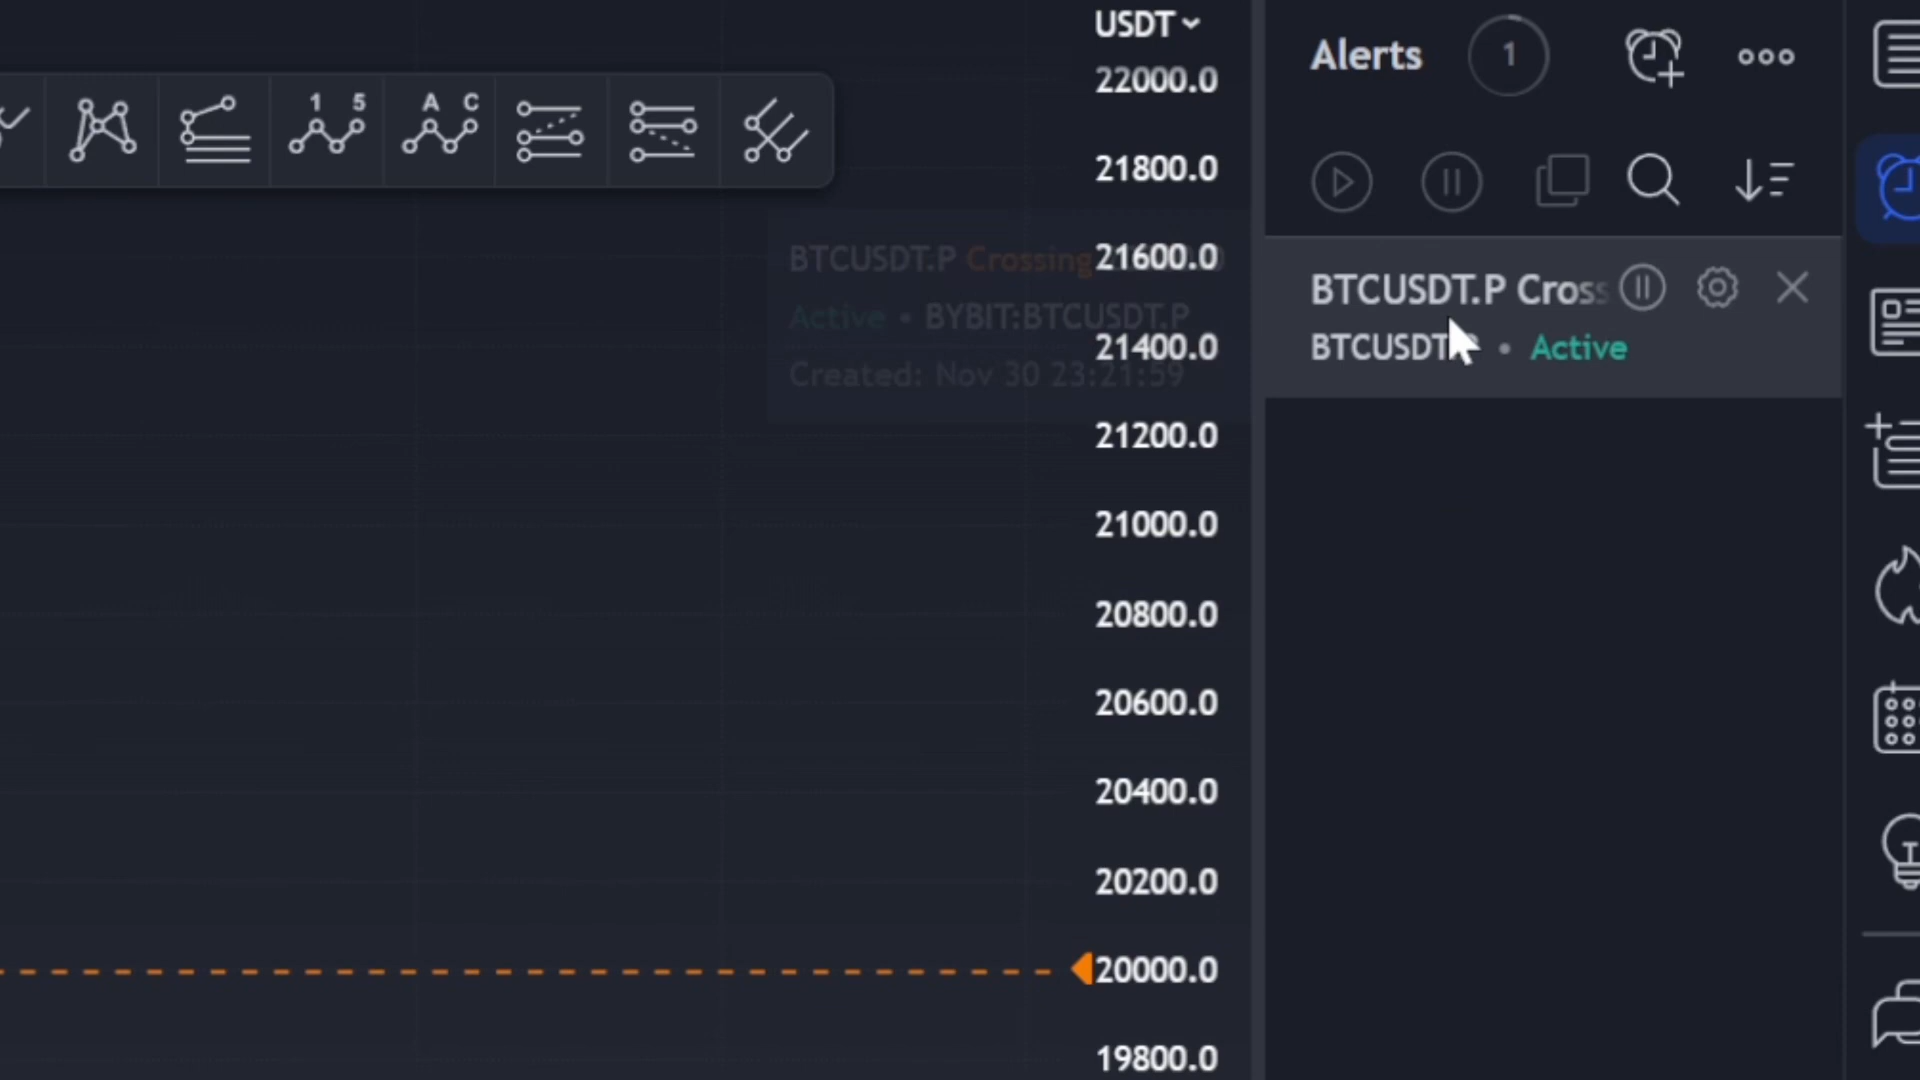 USDT
22000.0
21800.0
21600.0
21400.0
21200.0
21000.0
20800.0
20600.0
20400.0
20200.0
20000.0
19800.0
1 5
A C
BTCUSDT.P Crossing
Active • BYBIT:BTCUSDT.P
Created: Nov 30 23:21:59
Alerts 1
BTCUSDT.P Cross
BTCUSDT • Active